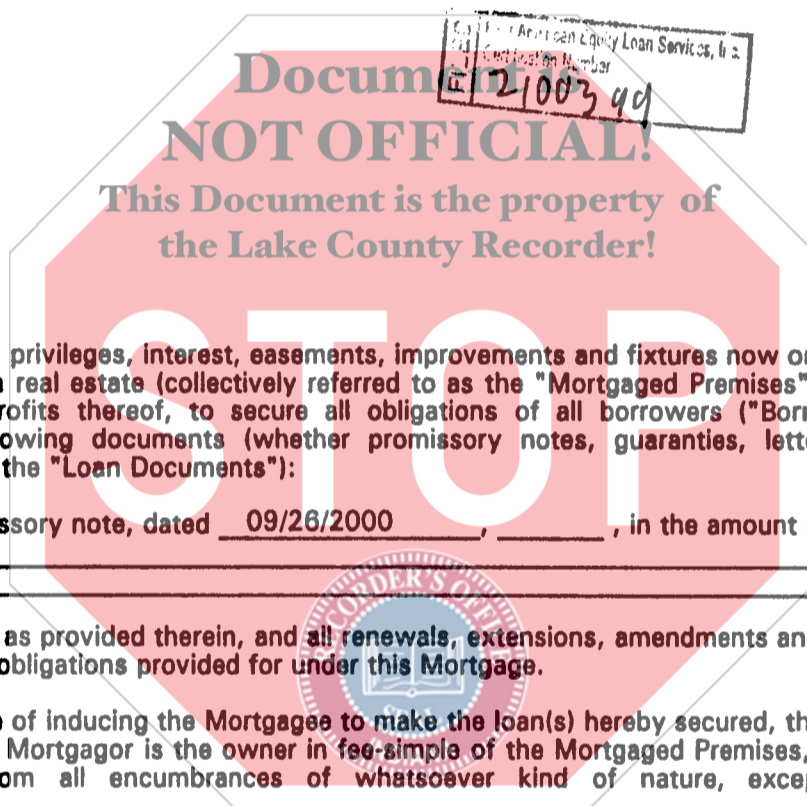 Equity Loan Services,
Number
2100399
Document is
NOT OFFICIAL!
This Document is the property of
the Lake County Recorder!
STOP
privileges, interest, easements, improvements and fixtures now or
real estate (collectively referred to as the "Mortgaged Premises"
rofits thereof, to secure all obligations of all borrowers ("Borr
owing documents (whether promissory notes, guaranties, lett
the "Loan Documents"):
ssory note, dated 09/26/2000 , , in the amount
as provided therein, and all renewals, extensions, amendments an
obligations provided for under this Mortgage.
of inducing the Mortgagee to make the loan(s) hereby secured, th
Mortgagor is the owner in fee-simple of the Mortgaged Premises,
om all encumbrances of whatsoever kind of nature, excep
RECORDER'S OFFICE
SEAL